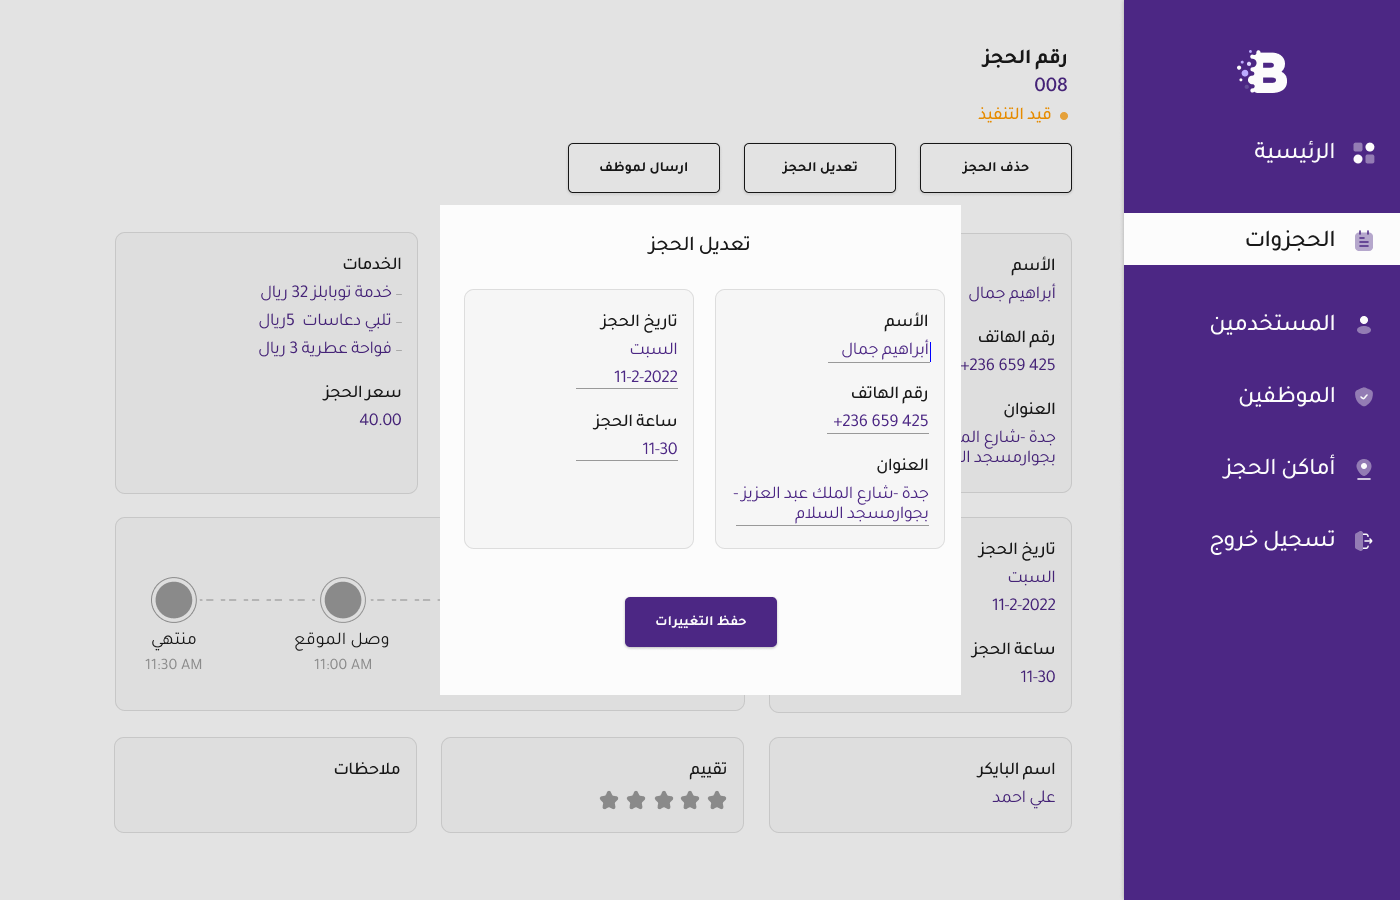 B
الرئيسية
الحجزوات
المستخدمين
الموظفين
أماكن الحجز
تسجيل خروج
رقم الحجز
008
قيد التنفيذ
حذف الحجز
تعديل الحجز
ارسال لموظف
الأسم
أبراهيم جمال
رقم الهاتف
+236 659 425
العنوان
جدة -شارع الم
بجوارمسجد ال
الخدمات
– خدمة توبابلز 32 ريال
– تلبي دعاسات 5ريال
– فواحة عطرية 3 ريال
سعر الحجز
40.00
تعديل الحجز
الأسم
أبراهيم جمال
رقم الهاتف
+236 659 425
العنوان
جدة -شارع الملك عبد العزيز -
بجوارمسجد السلام
تاريخ الحجز
السبت
11-2-2022
ساعة الحجز
11-30
حفظ التغييرات
تاريخ الحجز
السبت
11-2-2022
ساعة الحجز
11-30
وصل الموقع
11:00 AM
منتهي
11:30 AM
اسم البايكر
علي احمد
تقييم
ملاحظات